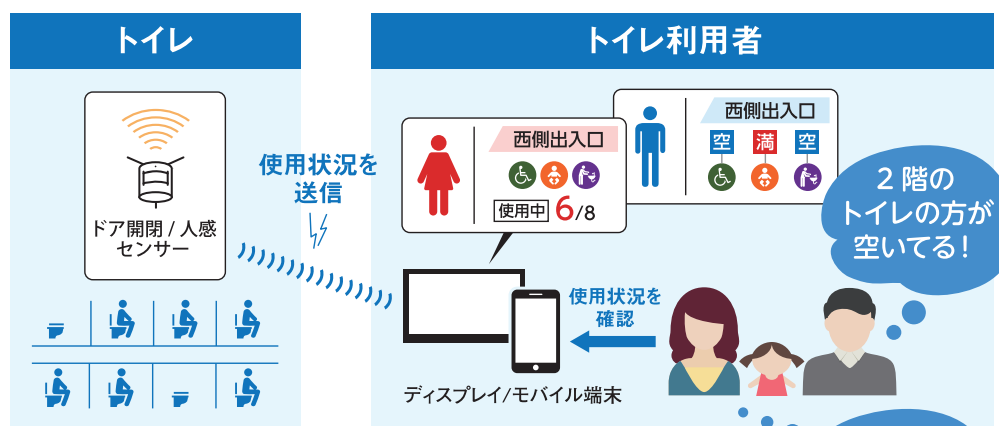 トイレ
ドア開閉/人感
センサー
使用状況を
送信
トイレ利用者
西側出入口
使用中 6/8
西側出入口
空 満 空
使用状況を
確認
ディスプレイ/モバイル端末
2階の
トイレの方が
空いてる!